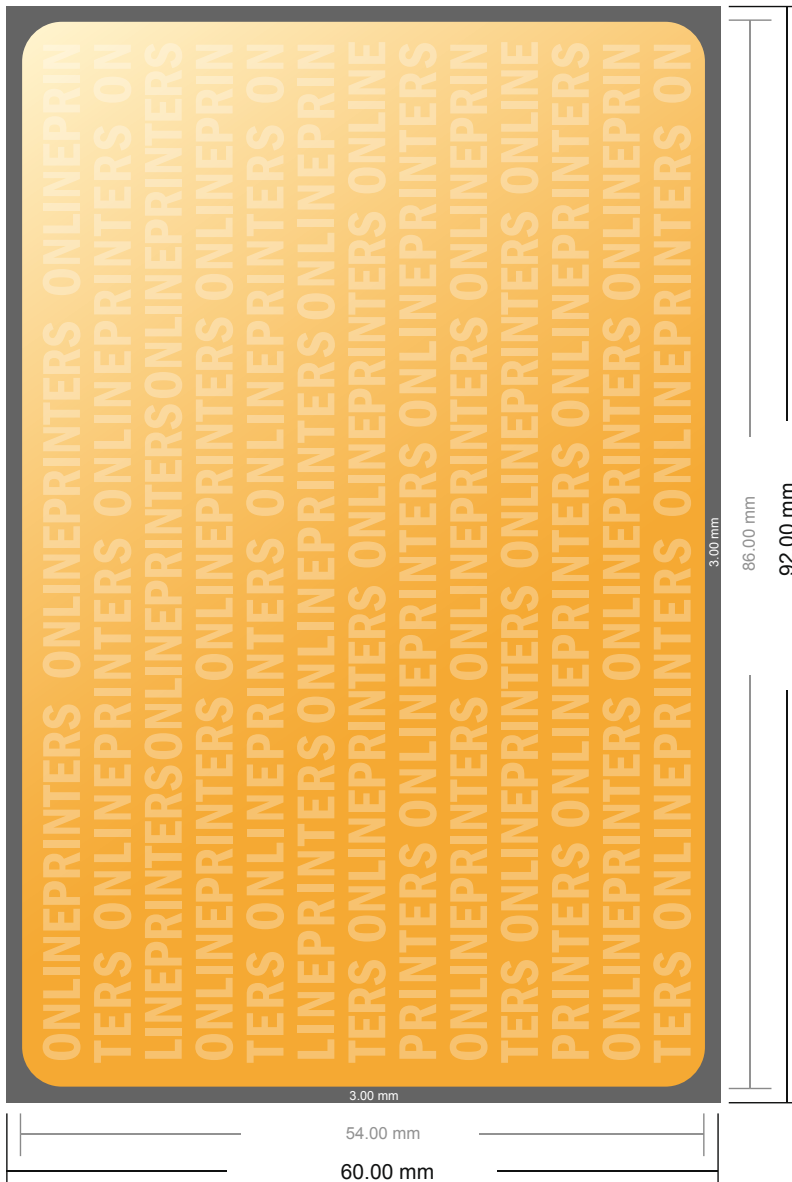 ONLINEPRINTERS ONLINEPRINTERS ONLINEPRIN
TERS ONLINEPRINTERS ONLINEPRINTERS ON
LINEPRINTERSONLINEPRINTERSONLINEPRINTERS
ONLINEPRINTERS ONLINEPRINTERS ONLINEPRIN
TERS ONLINEPRINTERS ONLINEPRINTERS ON
LINEPRINTERSONLINEPRINTERSONLINEPRIN
TERS ONLINEPRINTERS ONLINEPRINTERS ONLINE
PRINTERS ONLINEPRINTERS ONLINEPRINTERS
ONLINEPRINTERS ONLINEPRINTERS ONLINEPRIN
TERS ONLINEPRINTERS ONLINEPRINTERS ONLINE
PRINTERS ONLINEPRINTERS ONLINEPRINTERS
ONLINEPRINTERS ONLINEPRINTERS ONLINEPRIN
TERS ONLINEPRINTERS ONLINEPRINTERS ON
3.00 mm
86.00 mm
92.00 mm
3.00 mm
54.00 mm
60.00 mm